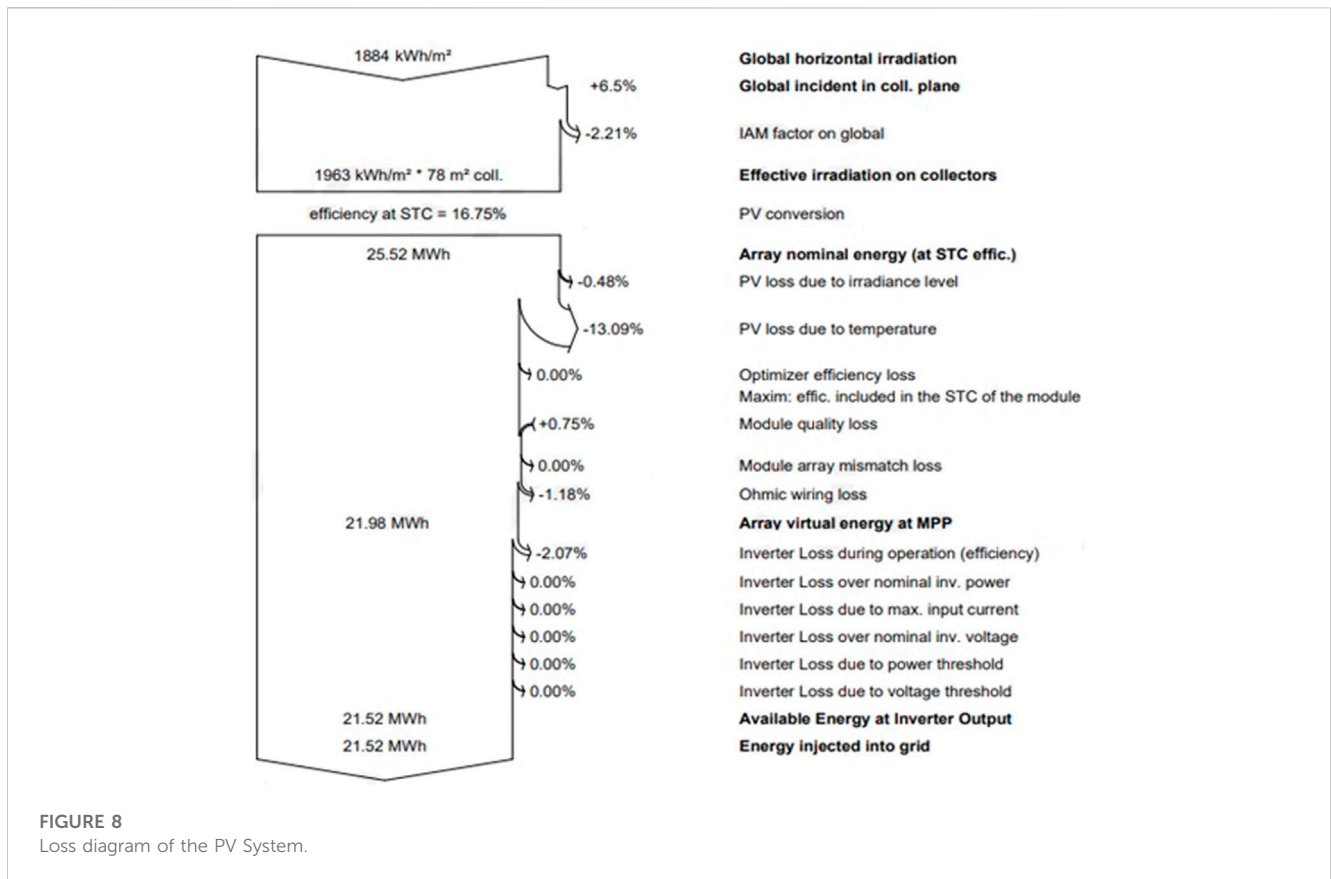 1884 kWh/m² Global horizontal irradiation
+6.5% Global incident in coll. plane
-2.21% IAM factor on global
1963 kWh/m² * 78 m² coll. Effective irradiation on collectors
efficiency at STC = 16.75% PV conversion
25.52 MWh Array nominal energy (at STC effic.)
-0.48% PV loss due to irradiance level
-13.09% PV loss due to temperature
0.00% Optimizer efficiency loss
Maxim: effic. included in the STC of the module
+0.75% Module quality loss
0.00% Module array mismatch loss
-1.18% Ohmic wiring loss
21.98 MWh Array virtual energy at MPP
-2.07% Inverter Loss during operation (efficiency)
0.00% Inverter Loss over nominal inv. power
0.00% Inverter Loss due to max. input current
0.00% Inverter Loss over nominal inv. voltage
0.00% Inverter Loss due to power threshold
0.00% Inverter Loss due to voltage threshold
21.52 MWh Available Energy at Inverter Output
21.52 MWh Energy injected into grid
FIGURE 8
Loss diagram of the PV System.